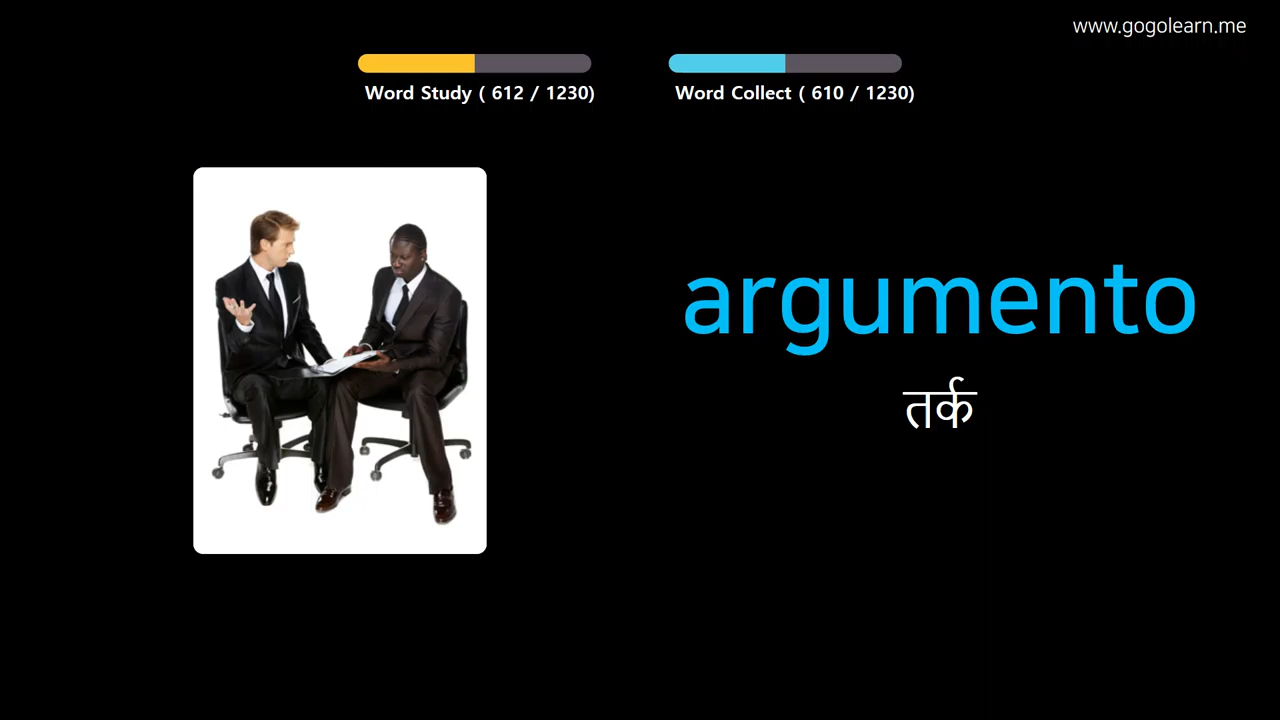 www.gogolearn.me
Word Study ( 612 / 1230)
Word Collect ( 610 / 1230)
argumento
तर्क